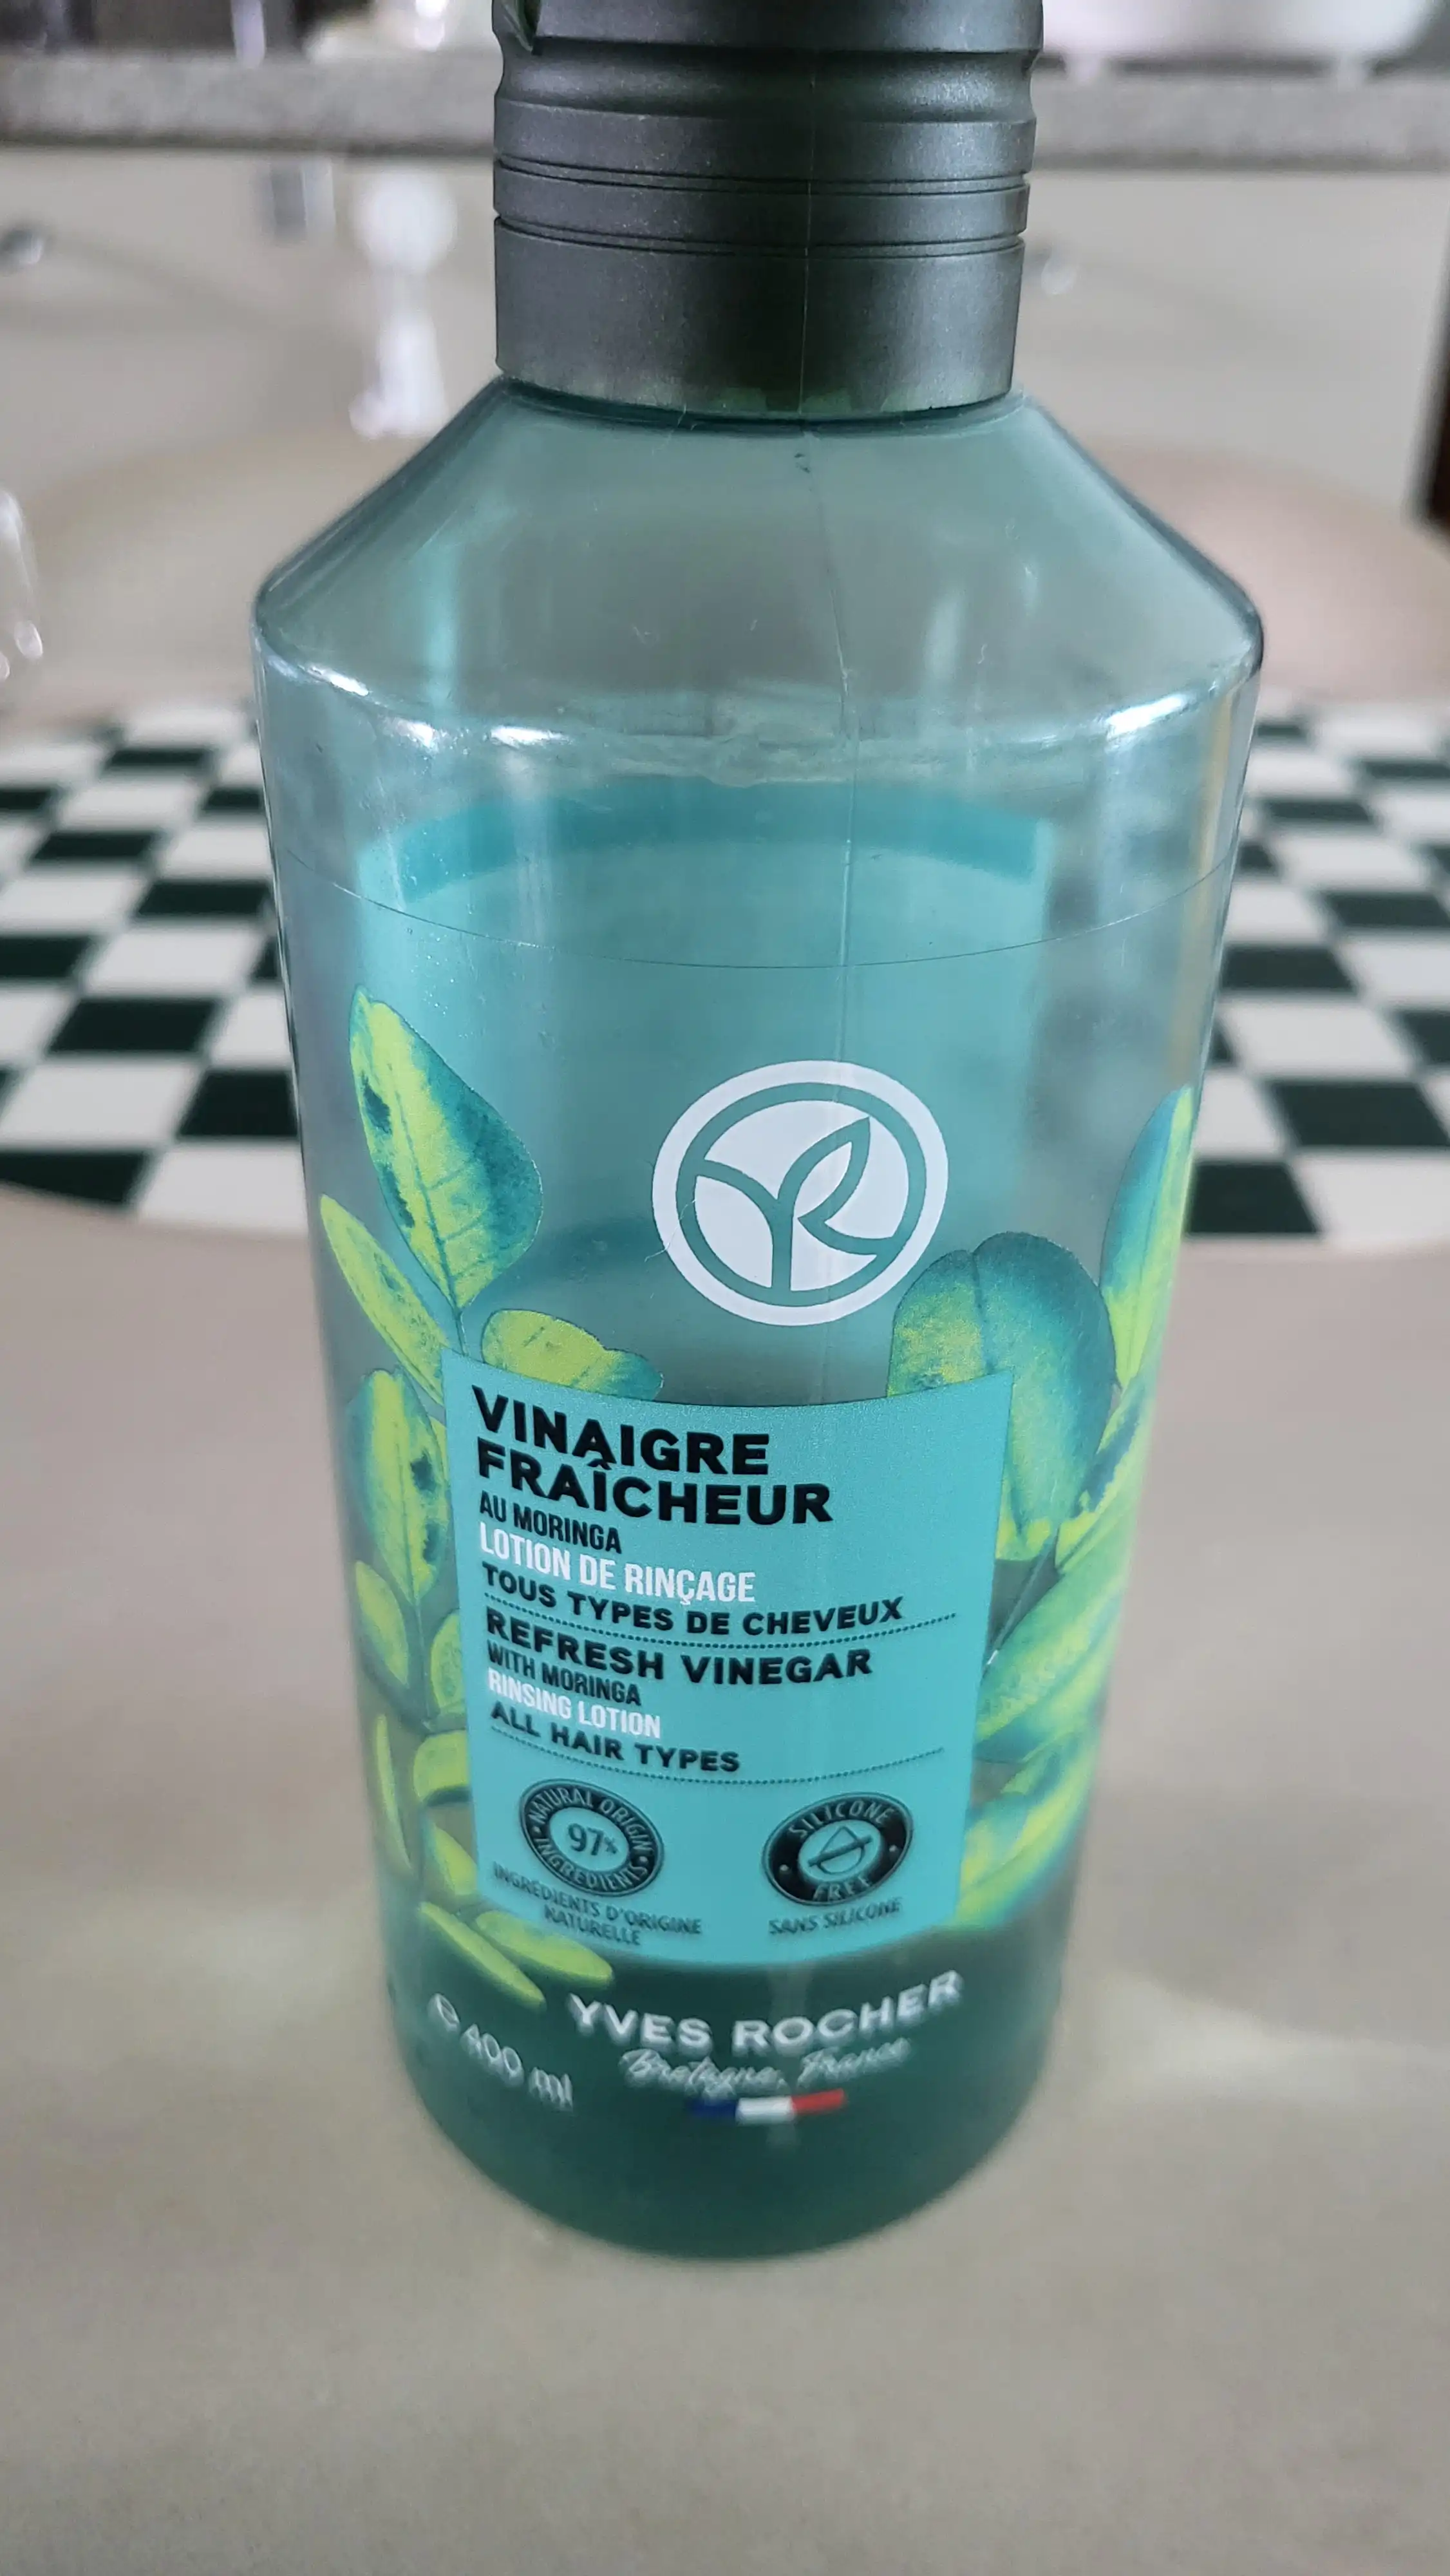 VINAIGRE
FRAÎCHEUR
AU MORINGA
LOTION DE RINÇAGE
TOUS TYPES DE CHEVEUX
REFRESH VINEGAR
WITH MORINGA
RINSING LOTION
ALL HAIR TYPES
NATURAL ORIGIN
97%
INGREDIENTS
INGRÉDIENTS D'ORIGINE
NATURELLE
SILICONE
FREE
SANS SILICONE
YVES ROCHER
Bretagne, France
e 400 ml